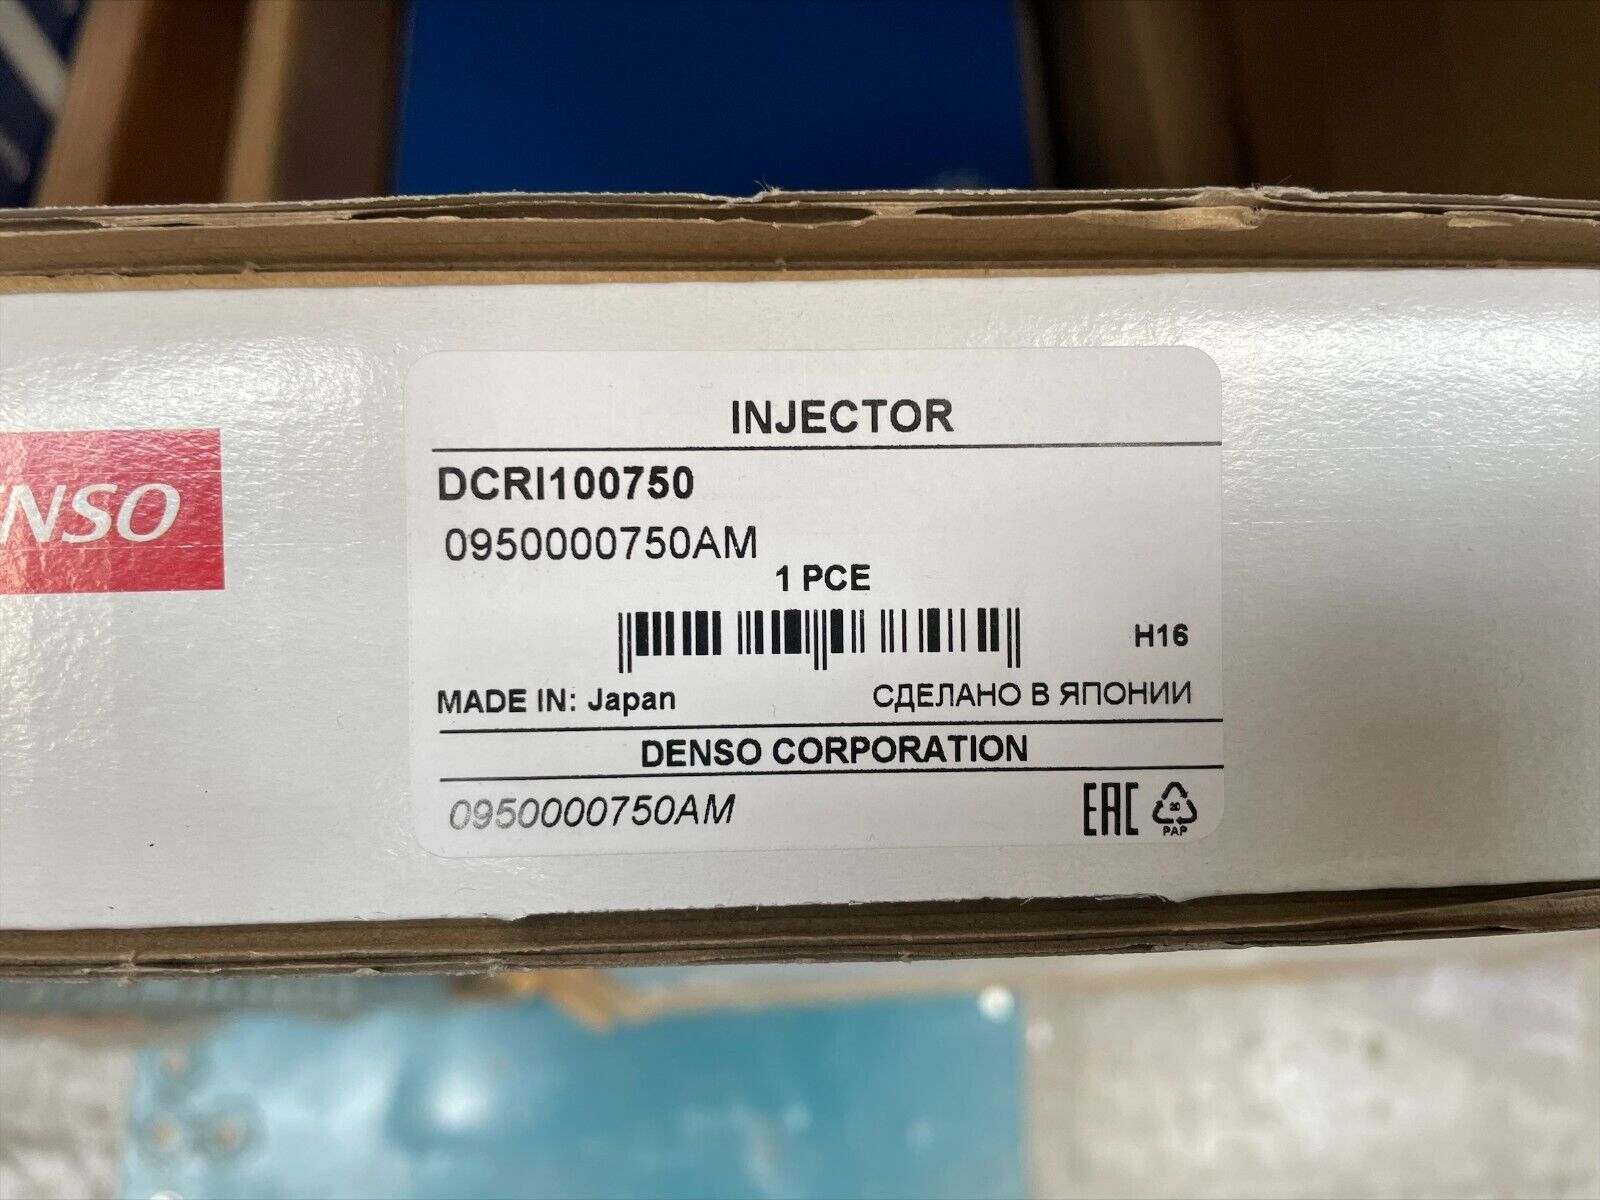 INJECTOR
DCRI100750
0950000750AM
1 PCE
H16
MADE IN: Japan СДЕЛАНО В ЯПОНИИ
DENSO CORPORATION
0950000750AM
EAC
20
PAP
NSO